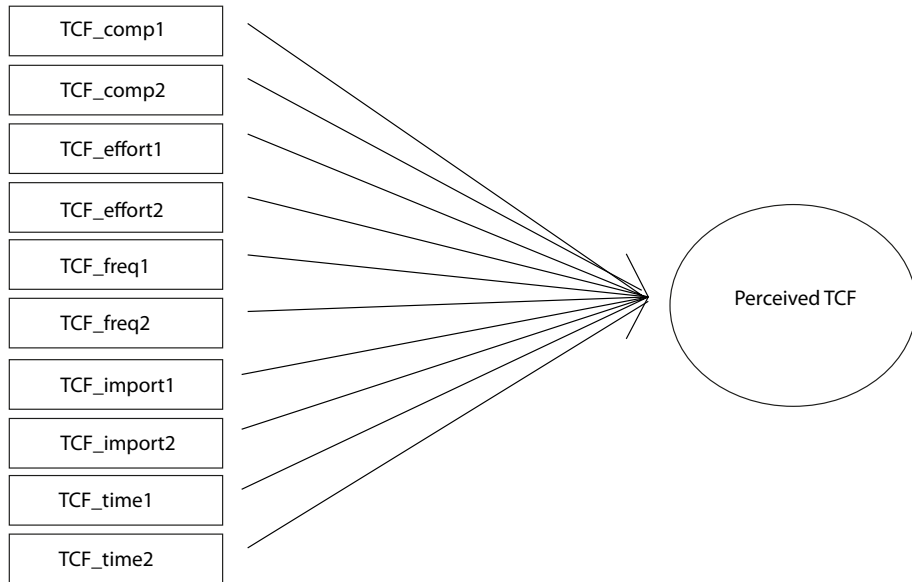 TCF_comp1
TCF_comp2
TCF_effort1
TCF_effort2
TCF_freq1
TCF_freq2
TCF_import1
TCF_import2
TCF_time1
TCF_time2
Perceived TCF